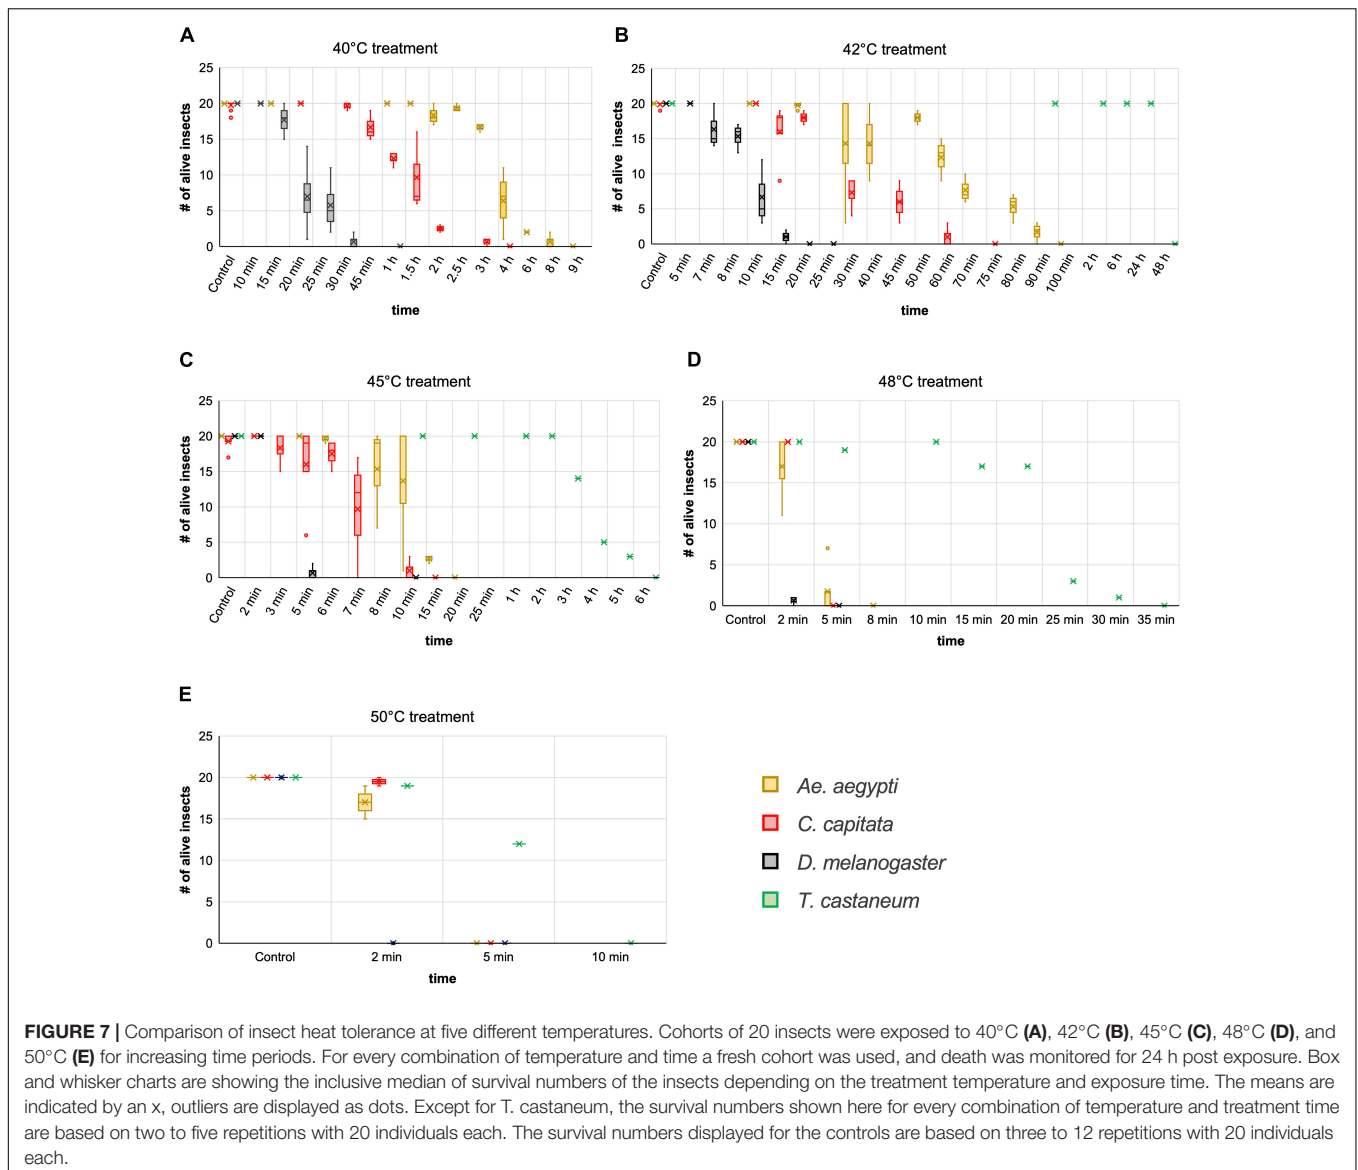 A
40°C treatment
25
20
15
10
5
0
# of alive insects
Control
10 min
15 min
20 min
25 min
30 min
45 min
1 h
1.5 h
2 h
2.5 h
3 h
4 h
6 h
8 h
9 h
time
B
42°C treatment
25
20
15
10
5
0
# of alive insects
Control
5 min
7 min
8 min
10 min
15 min
20 min
25 min
30 min
40 min
45 min
50 min
60 min
70 min
75 min
80 min
90 min
100 min
2 h
6 h
24 h
48 h
time
C
45°C treatment
25
20
15
10
5
0
# of alive insects
Control
2 min
3 min
5 min
6 min
7 min
8 min
10 min
15 min
20 min
25 min
1 h
2 h
3 h
4 h
5 h
6 h
time
D
48°C treatment
25
20
15
10
5
0
# of alive insects
Control
2 min
5 min
8 min
10 min
15 min
20 min
25 min
30 min
35 min
time
E
50°C treatment
25
20
15
10
5
0
# of alive insects
Control
2 min
5 min
10 min
time
Ae. aegypti
C. capitata
D. melanogaster
T. castaneum
FIGURE 7 | Comparison of insect heat tolerance at five different temperatures. Cohorts of 20 insects were exposed to 40°C (A), 42°C (B), 45°C (C), 48°C (D), and
50°C (E) for increasing time periods. For every combination of temperature and time a fresh cohort was used, and death was monitored for 24 h post exposure. Box
and whisker charts are showing the inclusive median of survival numbers of the insects depending on the treatment temperature and exposure time. The means are
indicated by an x, outliers are displayed as dots. Except for T. castaneum, the survival numbers shown here for every combination of temperature and treatment time
are based on two to five repetitions with 20 individuals each. The survival numbers displayed for the controls are based on three to 12 repetitions with 20 individuals
each.